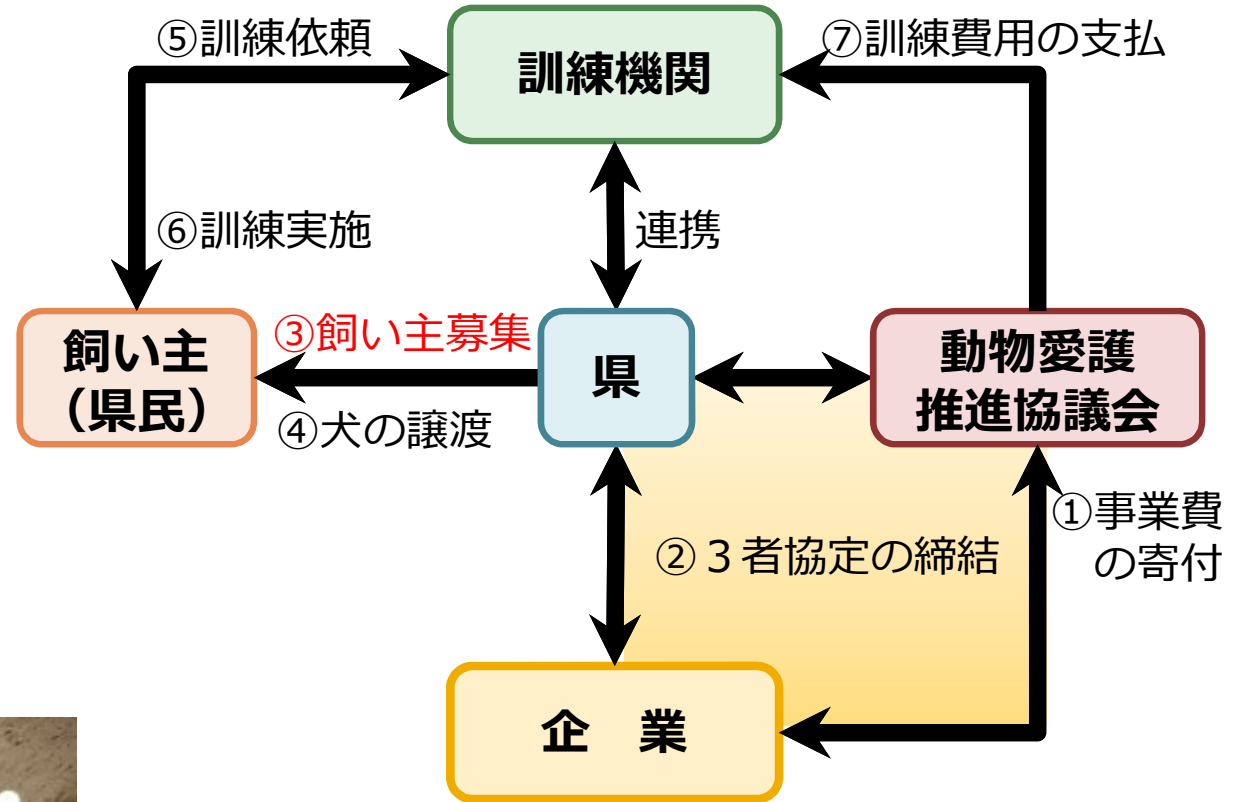 ⑤訓練依頼
訓練機関
⑦訓練費用の支払
⑥訓練実施
連携
飼い主
（県民）
③飼い主募集
④犬の譲渡
県
動物愛護
推進協議会
①事業費
の寄付
②３者協定の締結
企　業